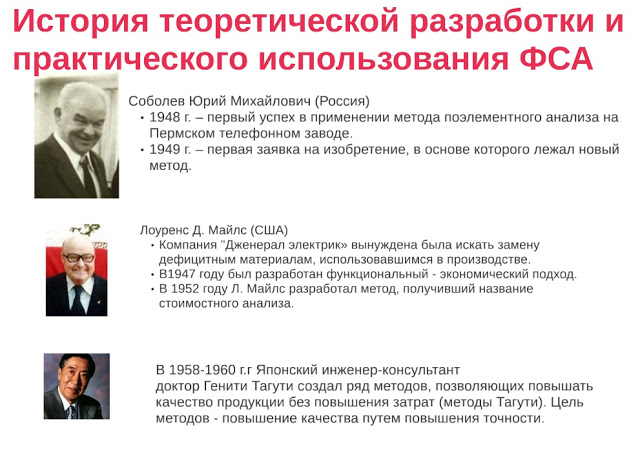 История теоретической разработки и
практического использования ФСА
Соболев Юрий Михайлович (Россия)
• 1948 г. – первый успех в применении метода поэлементного анализа на
Пермском телефонном заводе.
• 1949 г. – первая заявка на изобретение, в основе которого лежал новый
метод.
Лоуренс Д. Майлс (США)
• Компания "Дженерал электрик» вынуждена была искать замену
дефицитным материалам, использовавшимся в производстве.
• В1947 году был разработан функциональный - экономический подход.
• В 1952 году Л. Майлс разработал метод, получивший название
стоимостного анализа.
В 1958-1960 г.г Японский инженер-консультант
доктор Генити Тагути создал ряд методов, позволяющих повышать
качество продукции без повышения затрат (методы Тагути). Цель
методов - повышение качества путем повышения точности.